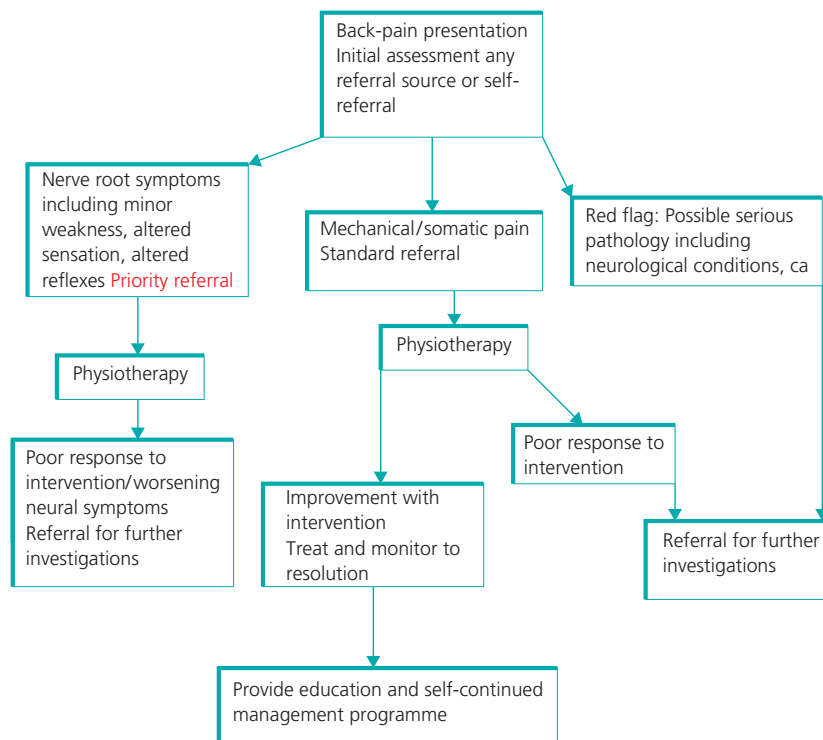 Back-pain presentation
Initial assessment any
referral source or self-
referral
Nerve root symptoms
including minor
weakness, altered
sensation, altered
reflexes Priority referral
Mechanical/somatic pain
Standard referral
Red flag: Possible serious
pathology including
neurological conditions, ca
Physiotherapy
Physiotherapy
Poor response to
intervention/worsening
neural symptoms
Referral for further
investigations
Improvement with
intervention
Treat and monitor to
resolution
Poor response to
intervention
Referral for further
investigations
Provide education and self-continued
management programme